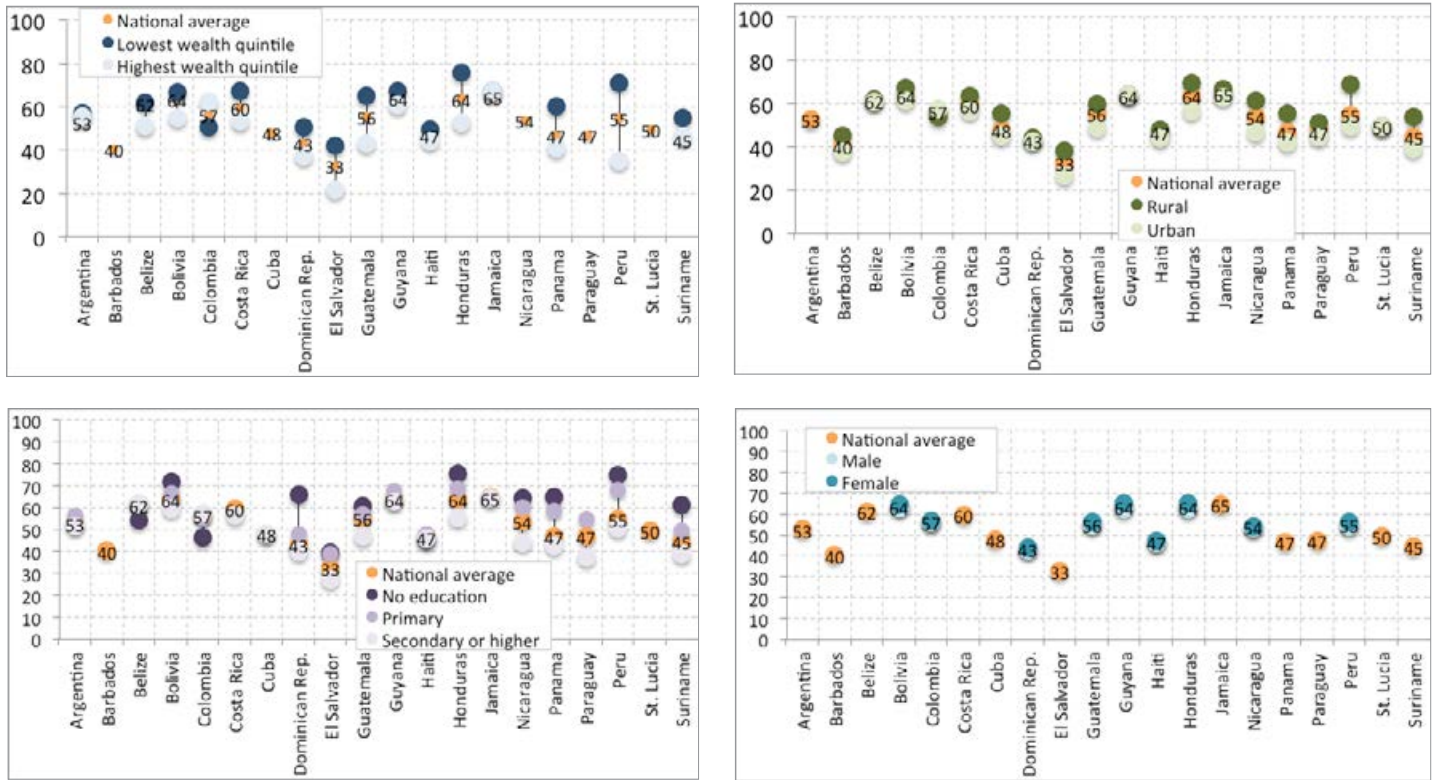 100
80
60
40
20
0
National average
Lowest wealth quintile
Highest wealth quintile
53 40 62 64 57 60 48 43 33 56 64 47 64 65 54 47 47 55 50 45
Argentina Barbados Belize Bolivia Colombia Costa Rica Cuba Dominican Rep. El Salvador Guatemala Guyana Haiti Honduras Jamaica Nicaragua Panama Paraguay Peru St. Lucia Suriname
100
80
60
40
20
0
53 40 62 64 57 60 48 43 33 56 64 47 64 65 54 47 47 55 50 45
National average
Rural
Urban
Argentina Barbados Belize Bolivia Colombia Costa Rica Cuba Dominican Rep. El Salvador Guatemala Guyana Haiti Honduras Jamaica Nicaragua Panama Paraguay Peru St. Lucia Suriname
100
90
80
70
60
50
40
30
20
10
0
53 40 62 64 57 60 48 43 33 56 64 47 64 65 54 47 47 55 50 45
National average
No education
Primary
Secondary or higher
Argentina Barbados Belize Bolivia Colombia Costa Rica Cuba Dominican Rep. El Salvador Guatemala Guyana Haiti Honduras Jamaica Nicaragua Panama Paraguay Peru St. Lucia Suriname
100
90
80
70
60
50
40
30
20
10
0
National average
Male
Female
53 40 62 64 57 60 48 43 33 56 64 47 64 65 54 47 47 55 50 45
Argentina Barbados Belize Bolivia Colombia Costa Rica Cuba Dominican Rep. El Salvador Guatemala Guyana Haiti Honduras Jamaica Nicaragua Panama Paraguay Peru St. Lucia Suriname